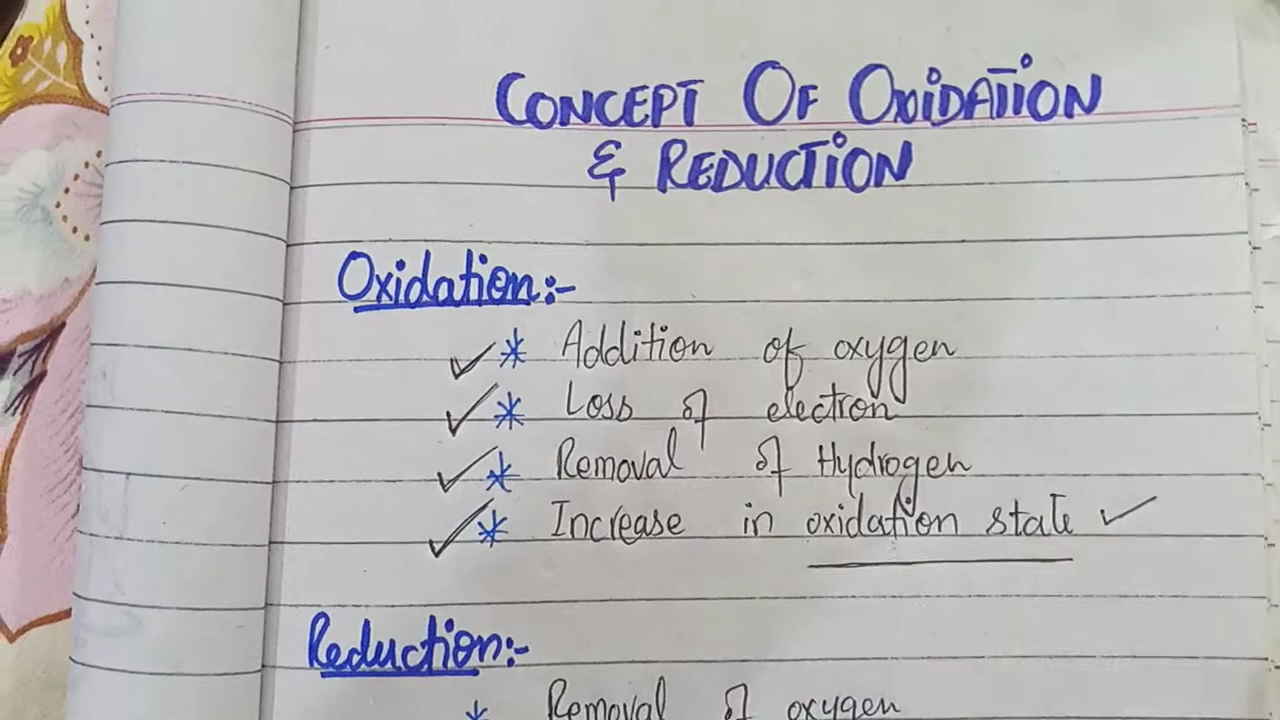 CONCEPT OF OXIDATION
& REDUCTION
Oxidation:-
✓ * Addition of oxygen
✓ * Loss of electron
✓ * Removal of Hydrogen
✓ * Increase in oxidation state ✓
Reduction:-
* Removal of oxygen